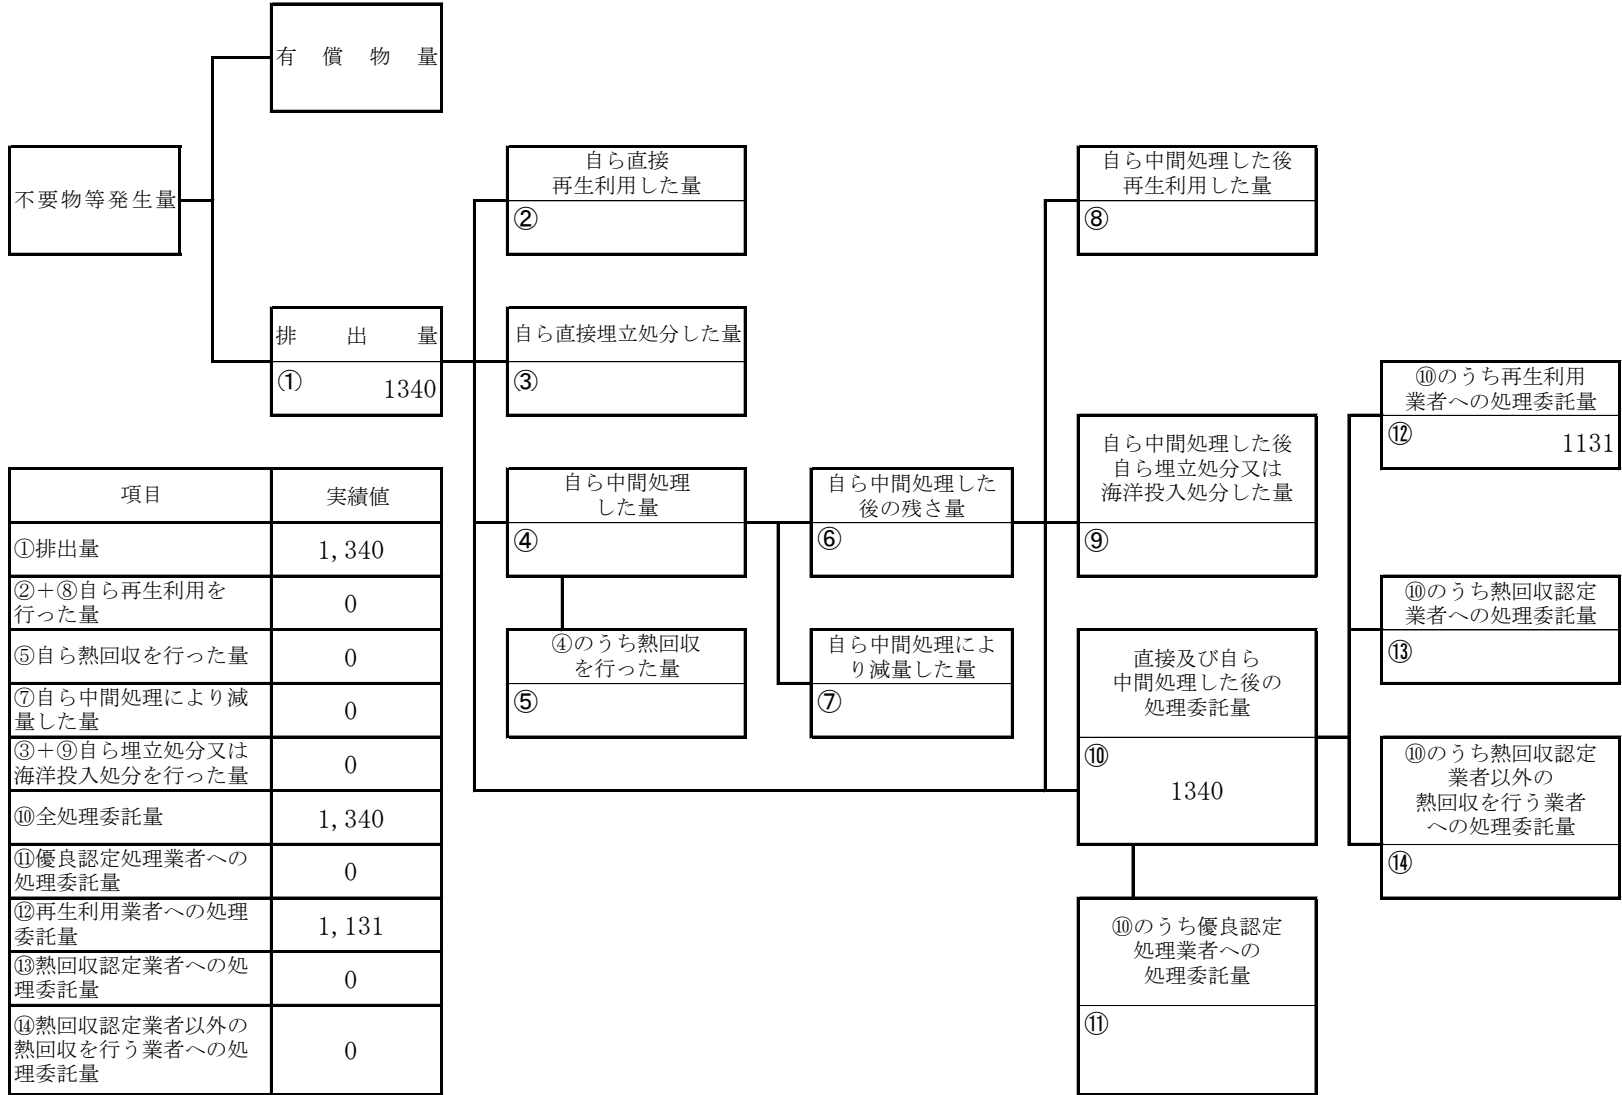 有償物量
不要物等発生量
排出量
① 1340
自ら直接
再生利用した量
②
自ら直接埋立処分した量
③
自ら中間処理
した量
④
④のうち熱回収
を行った量
⑤
自ら中間処理した
後の残さ量
⑥
自ら中間処理によ
り減量した量
⑦
自ら中間処理した後
再生利用した量
⑧
自ら中間処理した後
自ら埋立処分又は
海洋投入処分した量
⑨
直接及び自ら
中間処理した後の
処理委託量
⑩
1340
⑩のうち優良認定
処理業者への
処理委託量
⑪
⑩のうち再生利用
業者への処理委託量
⑫ 1131
⑩のうち熱回収認定
業者への処理委託量
⑬
⑩のうち熱回収認定
業者以外の
熱回収を行う業者
への処理委託量
⑭
項目 実績値
①排出量 1,340
②＋⑧自ら再生利用を
行った量 0
⑤自ら熱回収を行った量 0
⑦自ら中間処理により減
量した量 0
③＋⑨自ら埋立処分又は
海洋投入処分を行った量 0
⑩全処理委託量 1,340
⑪優良認定処理業者への
処理委託量 0
⑫再生利用業者への処理
委託量 1,131
⑬熱回収認定業者への処
理委託量 0
⑭熱回収認定業者以外の
熱回収を行う業者への処
理委託量 0